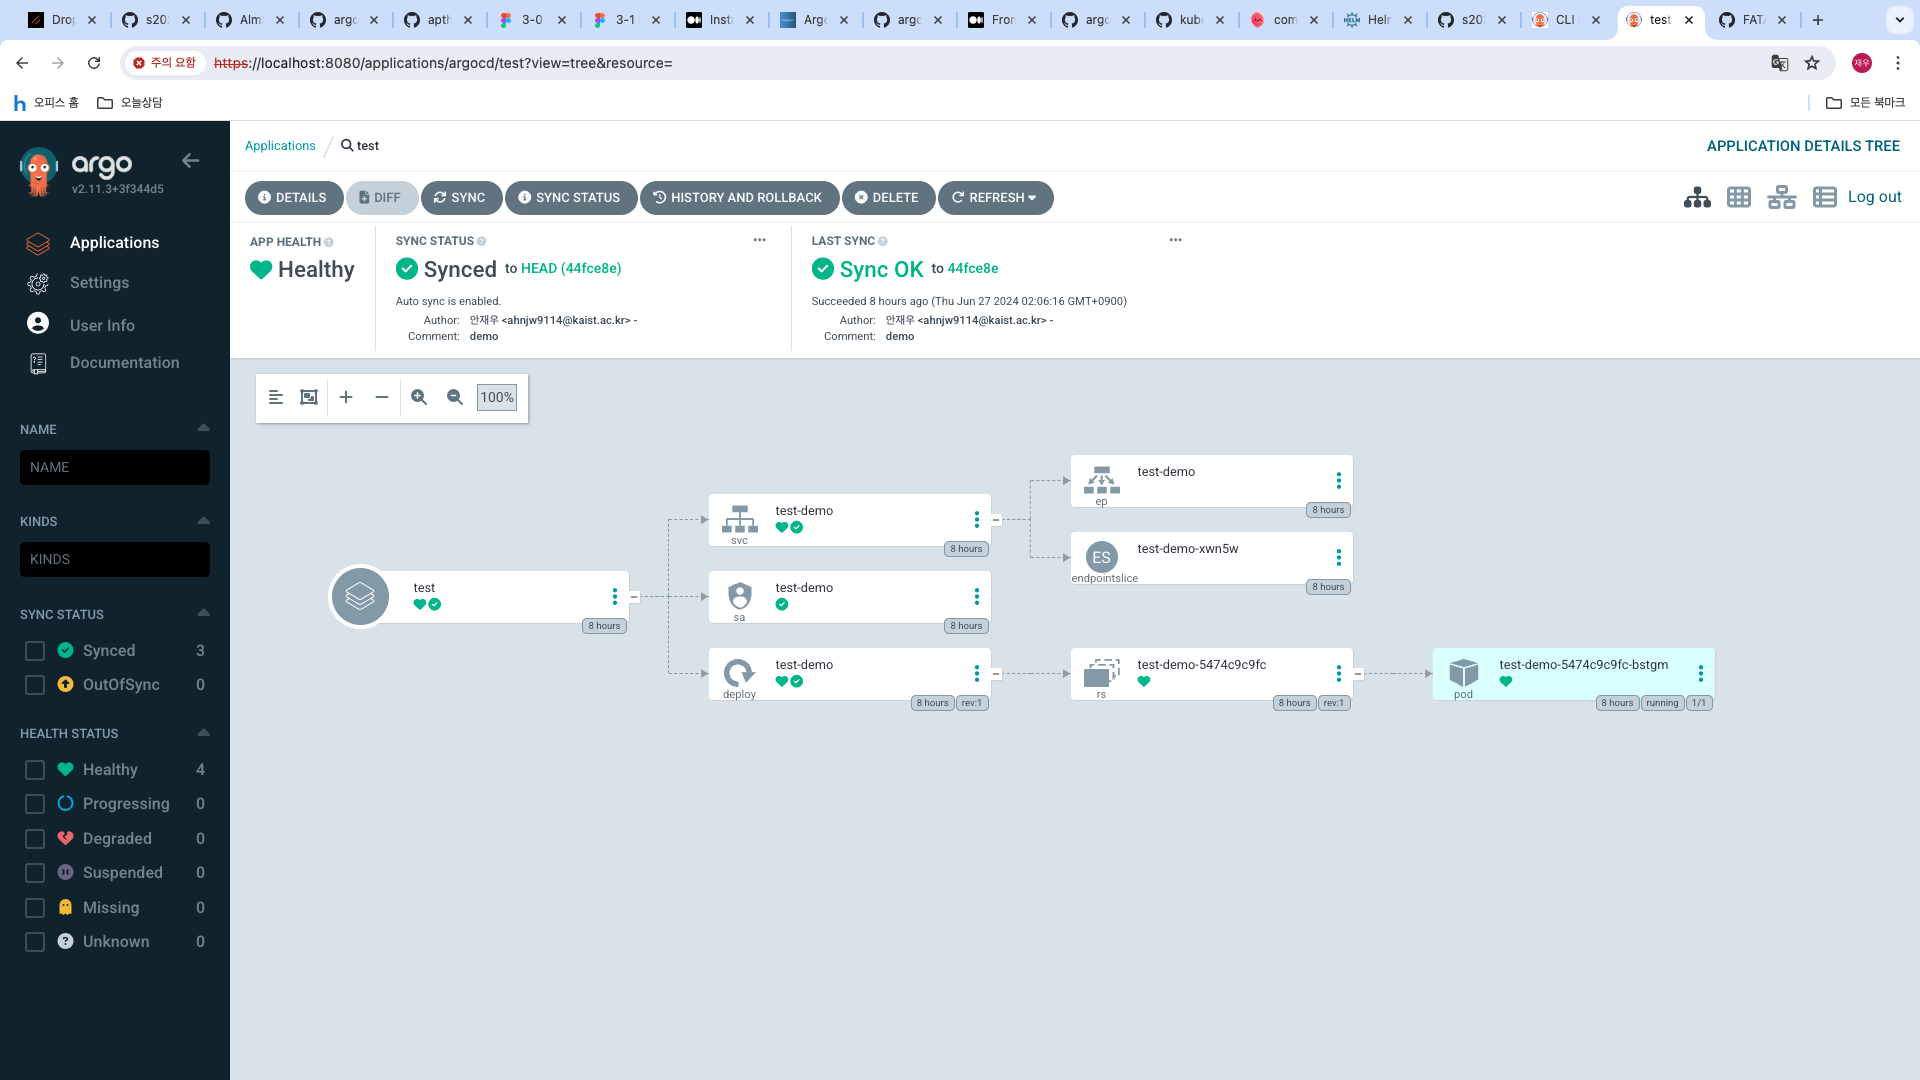 Dro
s20
Alm
argo
apth
3-0
3-1
Inst
Argo
argo
Fron
argo
kub
com
Helr
s20
CLI
test
FAT
주의 요함
https://localhost:8080/applications/argocd/test?view=tree&resource=
재우
오피스 홈
오늘상담
모든 북마크
argo
v2.11.3+3f344d5
Applications
Settings
User Info
Documentation
NAME
NAME
KINDS
KINDS
SYNC STATUS
Synced 3
OutOfSync 0
HEALTH STATUS
Healthy 4
Progressing 0
Degraded 0
Suspended 0
Missing 0
Unknown 0
Applications / test
APPLICATION DETAILS TREE
DETAILS
DIFF
SYNC
SYNC STATUS
HISTORY AND ROLLBACK
DELETE
REFRESH
Log out
APP HEALTH
Healthy
SYNC STATUS
Synced to HEAD (44fce8e)
Auto sync is enabled.
Author: 안재우 <ahnjw9114@kaist.ac.kr> -
Comment: demo
LAST SYNC
Sync OK to 44fce8e
Succeeded 8 hours ago (Thu Jun 27 2024 02:06:16 GMT+0900)
Author: 안재우 <ahnjw9114@kaist.ac.kr> -
Comment: demo
100%
test
8 hours
test-demo
svc
8 hours
test-demo
sa
8 hours
test-demo
deploy
8 hours rev:1
test-demo
ep
8 hours
ES
test-demo-xwn5w
endpointslice
8 hours
test-demo-5474c9c9fc
rs
8 hours rev:1
test-demo-5474c9c9fc-bstgm
pod
8 hours running 1/1